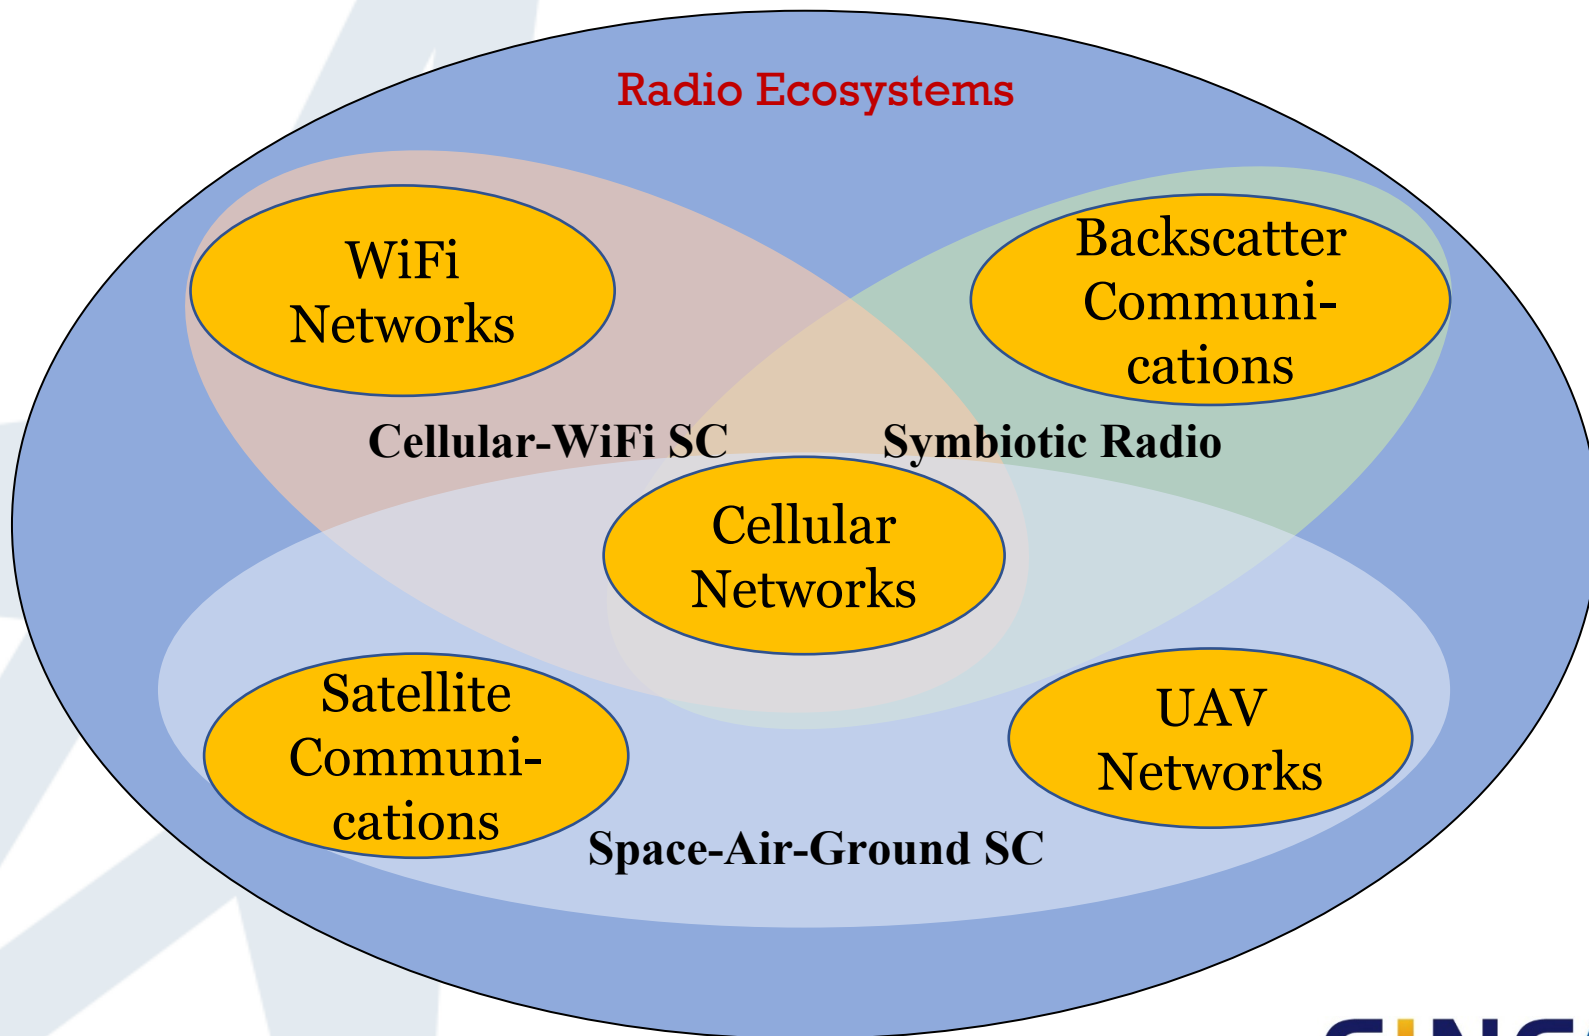 Radio Ecosystems
WiFi
Networks
Backscatter
Communi-
cations
Cellular-WiFi SC
Symbiotic Radio
Cellular
Networks
Satellite
Communi-
cations
UAV
Networks
Space-Air-Ground SC